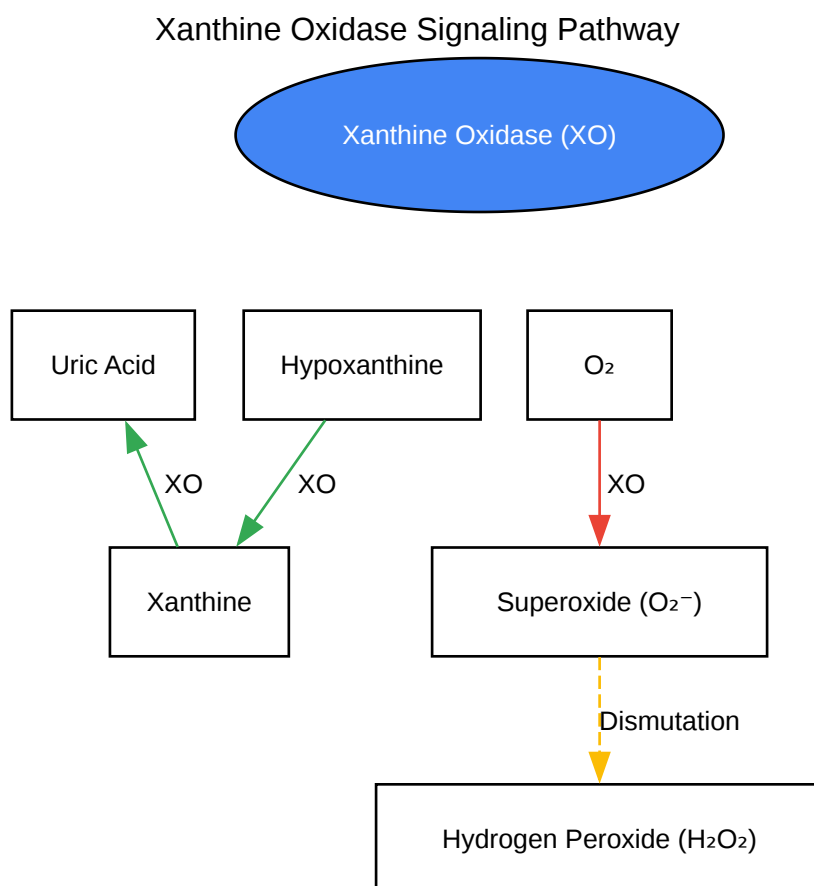 Xanthine Oxidase Signaling Pathway
Xanthine Oxidase (XO)
Uric Acid
Hypoxanthine
O₂
XO
XO
XO
Xanthine
Superoxide (O₂⁻)
Dismutation
Hydrogen Peroxide (H₂O₂)